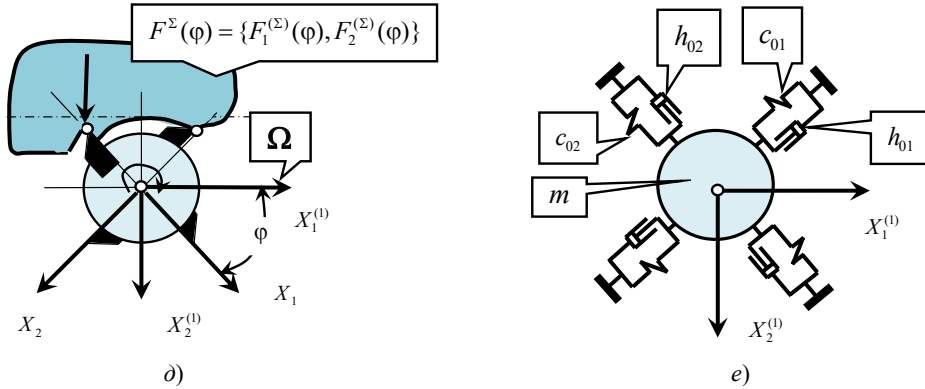 F^Σ(φ) = {F_1^(Σ)(φ), F_2^(Σ)(φ)}
Ω
X_1^(1)
φ
X_1
X_2
X_2^(1)
д)
h_02
c_01
c_02
h_01
m
X_1^(1)
X_2^(1)
е)